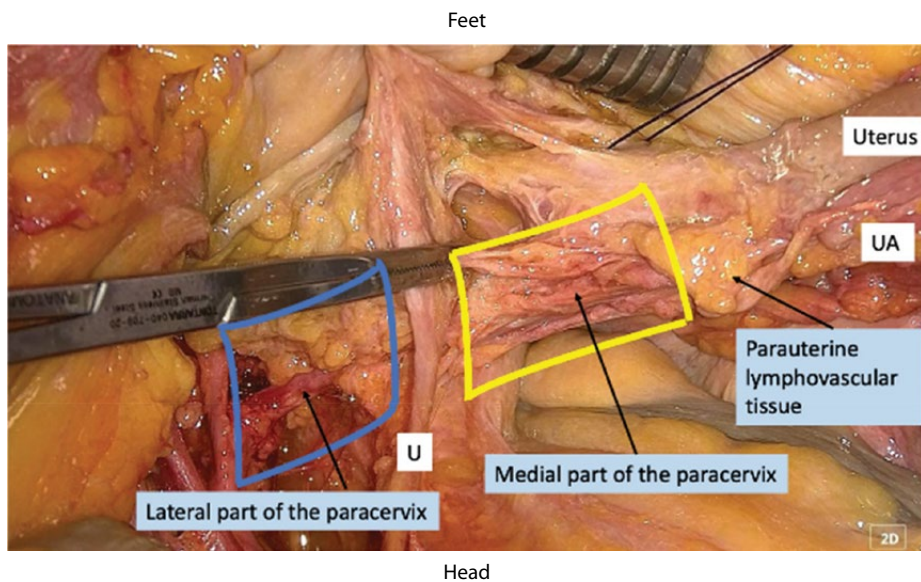 Feet
Uterus
UA
Parauterine
lymphovascular
tissue
U
Medial part of the paracervix
Lateral part of the paracervix
2D
Head